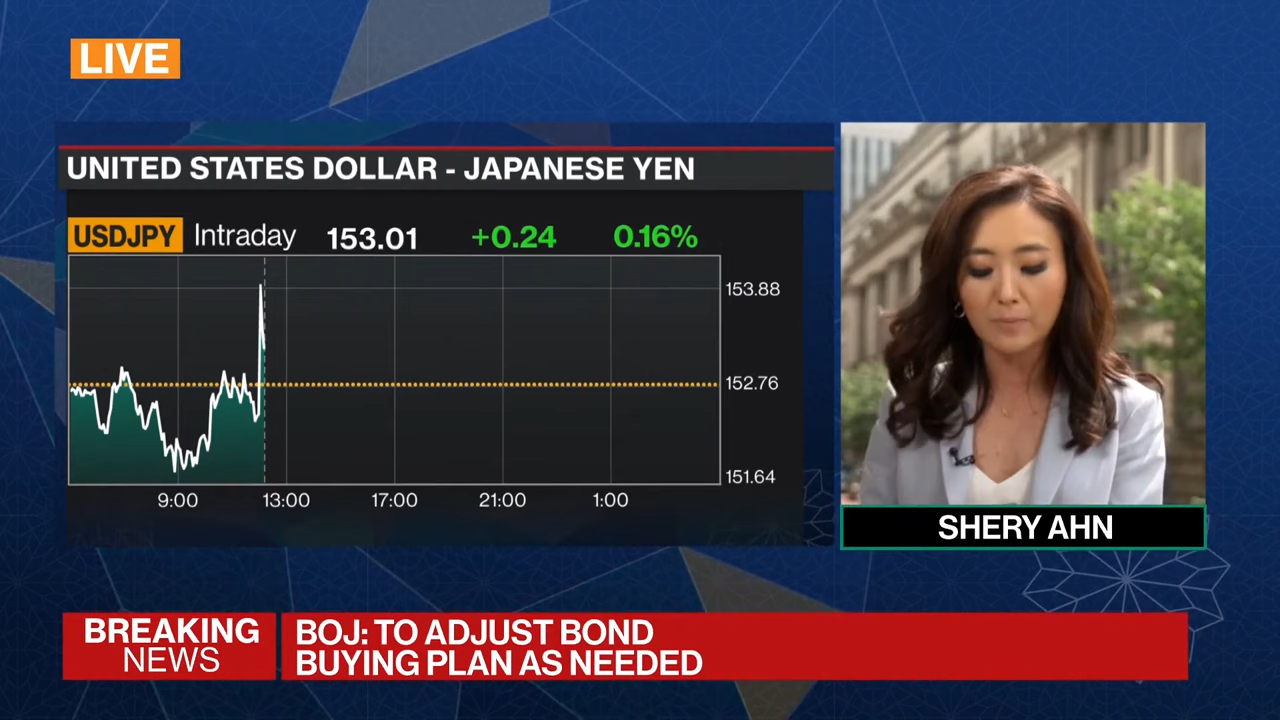 LIVE
UNITED STATES DOLLAR - JAPANESE YEN
USDJPY Intraday 153.01 +0.24 0.16%
153.88
152.76
151.64
9:00 13:00 17:00 21:00 1:00
SHERY AHN
BREAKING
NEWS
BOJ: TO ADJUST BOND
BUYING PLAN AS NEEDED